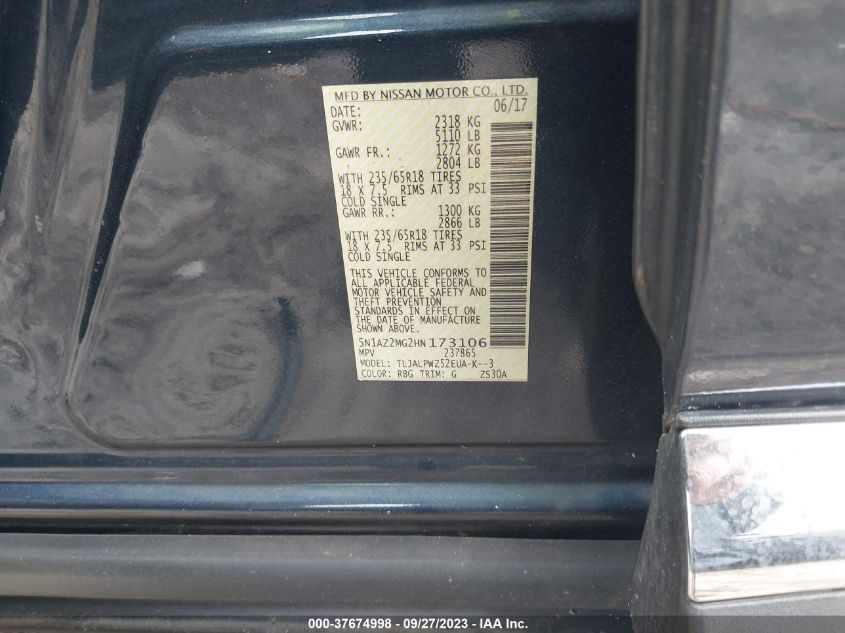 MFD BY NISSAN MOTOR CO., LTD.
DATE: 06/17
GVWR: 2318 KG
5110 LB
GAWR FR.: 1272 KG
2804 LB
WITH 235/65R18 TIRES
18 X 7.5 RIMS AT 33 PSI
COLD SINGLE
GAWR RR.: 1300 KG
2866 LB
WITH 235/65R18 TIRES
18 X 7.5 RIMS AT 33 PSI
COLD SINGLE
THIS VEHICLE CONFORMS TO
ALL APPLICABLE FEDERAL
MOTOR VEHICLE SAFETY AND
THEFT PREVENTION
STANDARDS IN EFFECT ON
THE DATE OF MANUFACTURE
SHOWN ABOVE.
5N1AZ2MG2HN 173106
MPV 237865
MODEL: TLJALPWZ52EUA-K--3
COLOR: RBG TRIM: G ZS30A
000-37674998 - 09/27/2023 - IAA Inc.